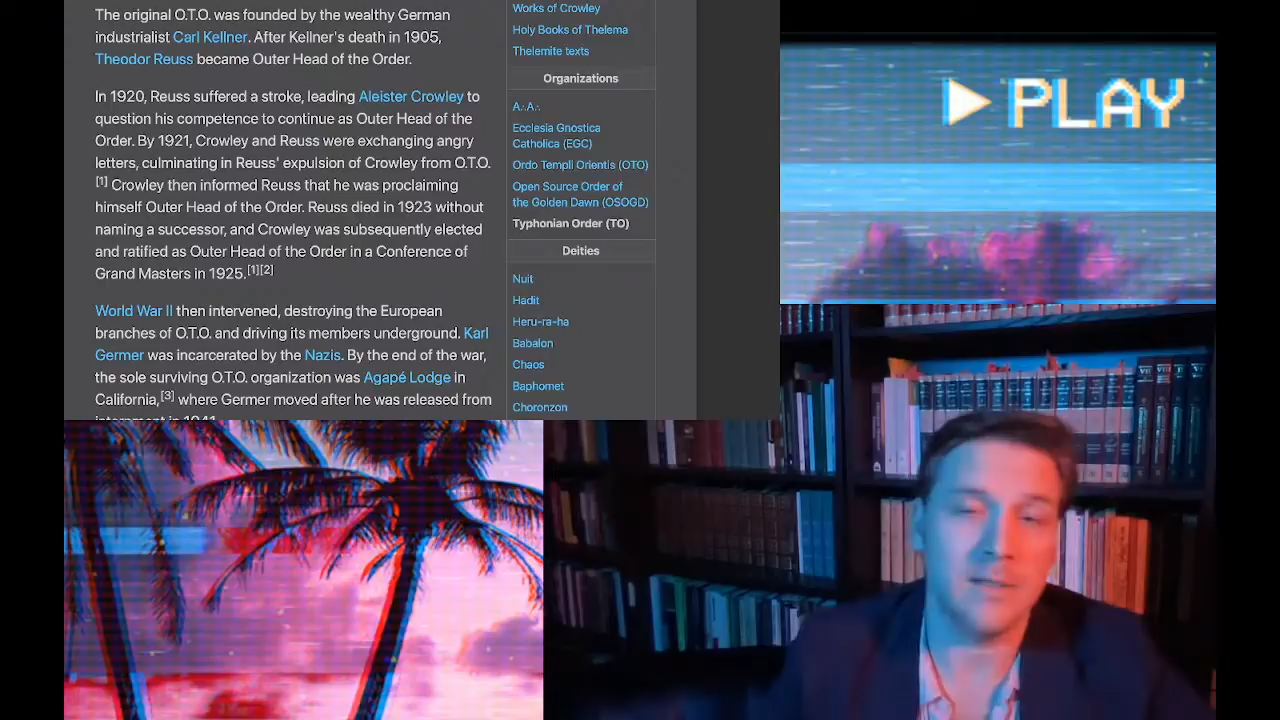 The original O.T.O. was founded by the wealthy German
industrialist Carl Kellner. After Kellner's death in 1905,
Theodor Reuss became Outer Head of the Order.
In 1920, Reuss suffered a stroke, leading Aleister Crowley to
question his competence to continue as Outer Head of the
Order. By 1921, Crowley and Reuss were exchanging angry
letters, culminating in Reuss' expulsion of Crowley from O.T.O.
[1] Crowley then informed Reuss that he was proclaiming
himself Outer Head of the Order. Reuss died in 1923 without
naming a successor, and Crowley was subsequently elected
and ratified as Outer Head of the Order in a Conference of
Grand Masters in 1925.[1][2]
World War II then intervened, destroying the European
branches of O.T.O. and driving its members underground. Karl
Germer was incarcerated by the Nazis. By the end of the war,
the sole surviving O.T.O. organization was Agapé Lodge in
California,[3] where Germer moved after he was released from
internment in 1941.
Works of Crowley
Holy Books of Thelema
Thelemite texts
Organizations
A∴A∴
Ecclesia Gnostica
Catholica (EGC)
Ordo Templi Orientis (OTO)
Open Source Order of
the Golden Dawn (OSOGD)
Typhonian Order (TO)
Deities
Nuit
Hadit
Heru-ra-ha
Babalon
Chaos
Baphomet
Choronzon
PLAY